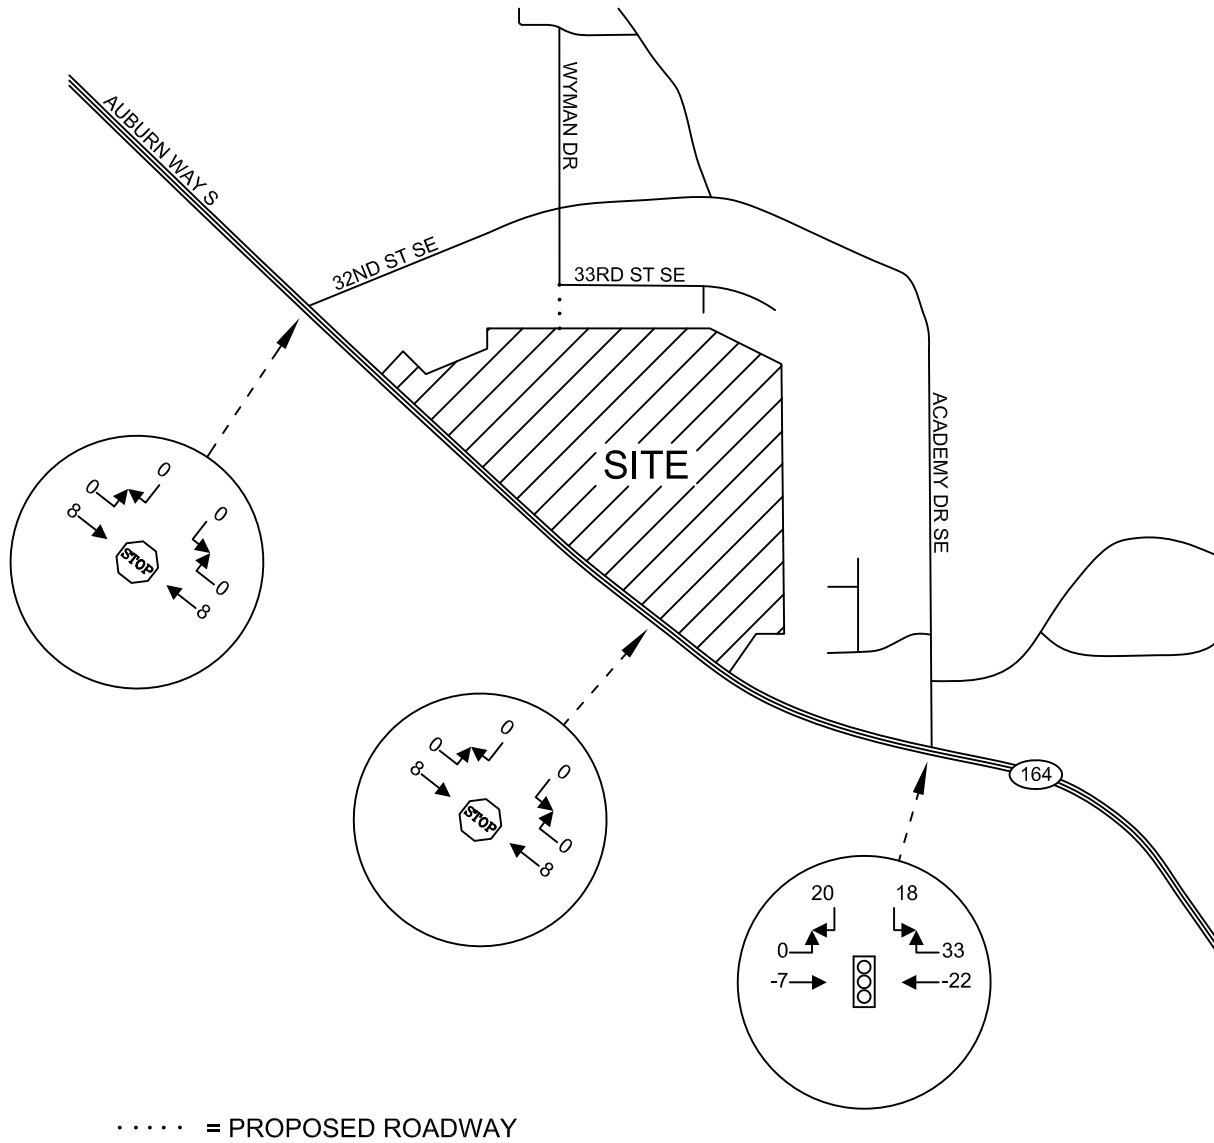 WYMAN DR
AUBURN WAY S
32ND ST SE
33RD ST SE
ACADEMY DR SE
SITE
0
0
8
0
STOP
0
8
0
0
8
0
STOP
0
8
164
20
18
0
33
-7
-22
= PROPOSED ROADWAY